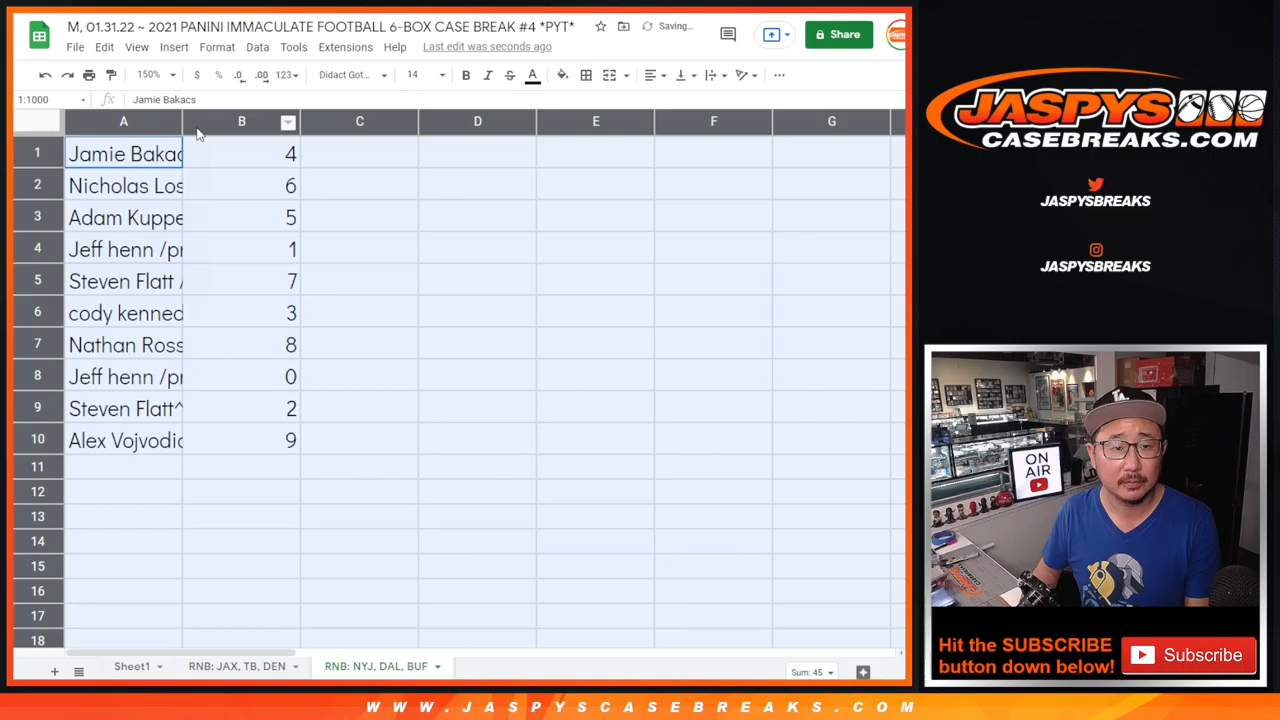 M, 01.31.22 ~ 2021 PANINI IMMACULATE FOOTBALL 6-BOX CASE BREAK #4 *PYT*
Saving...
Share
File Edit View Insert Format Data Tools Extensions Help Last edit was seconds ago
150% $ % .0 .00 123 Didact Got... 14 B I S A
1:1000 fx Jamie Bakacs
A B C D E F G
1 Jamie Bakac 4
2 Nicholas Los 6
3 Adam Kuppe 5
4 Jeff henn /pr 1
5 Steven Flatt / 7
6 cody kenned 3
7 Nathan Ross 8
8 Jeff henn /pr 0
9 Steven Flatt^ 2
10 Alex Vojvodic 9
11
12
13
14
15
16
17
18
Sheet1 RNB: JAX, TB, DEN RNB: NYJ, DAL, BUF Sum: 45
JASPYS
CASEBREAKS.COM
JASPYSBREAKS
JASPYSBREAKS
LA
ON
AIR
Hit the SUBSCRIBE
button down below!
Subscribe
WWW.JASPYSCASEBREAKS.COM